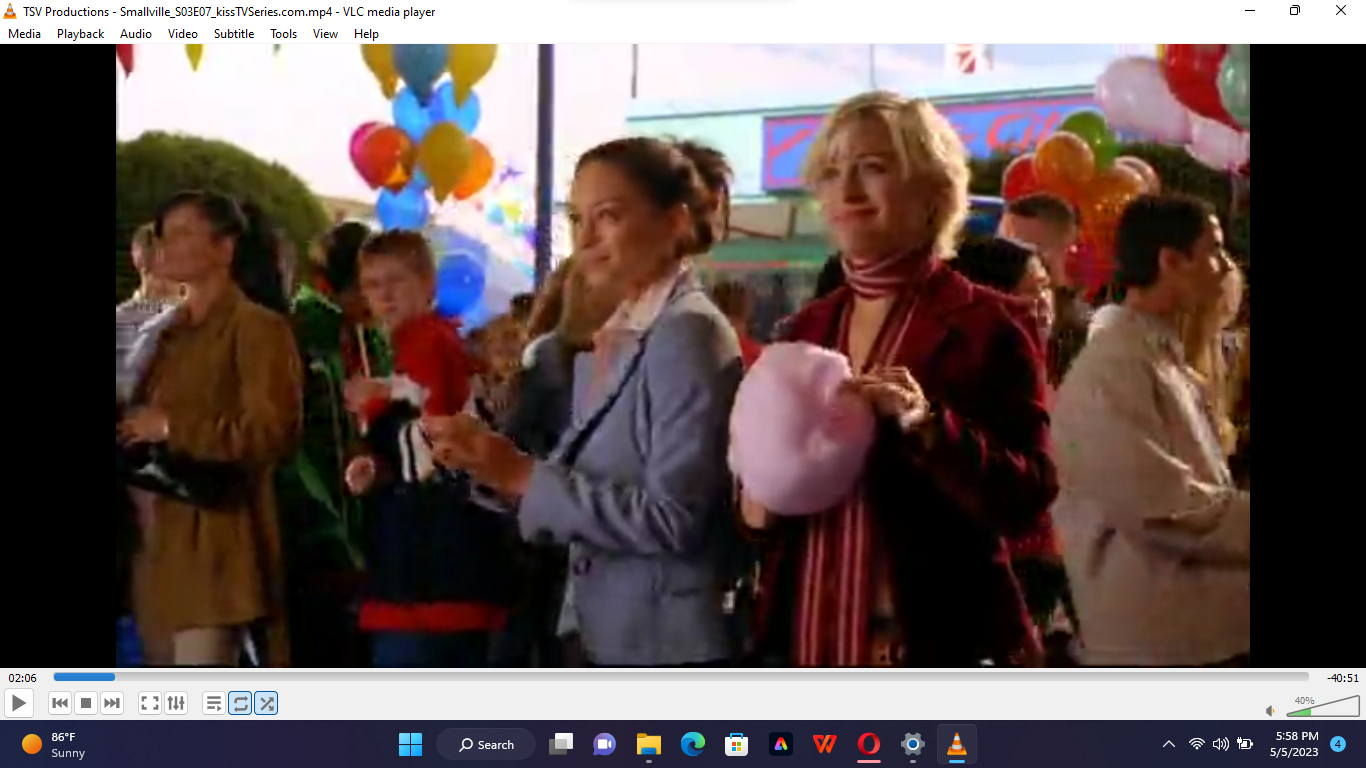 TSV Productions - Smallville_S03E07_kissTVSeries.com.mp4 - VLC media player
Media Playback Audio Video Subtitle Tools View Help
02:06
-40:51
40%
86°F
Sunny
Search
5:58 PM
5/5/2023
4